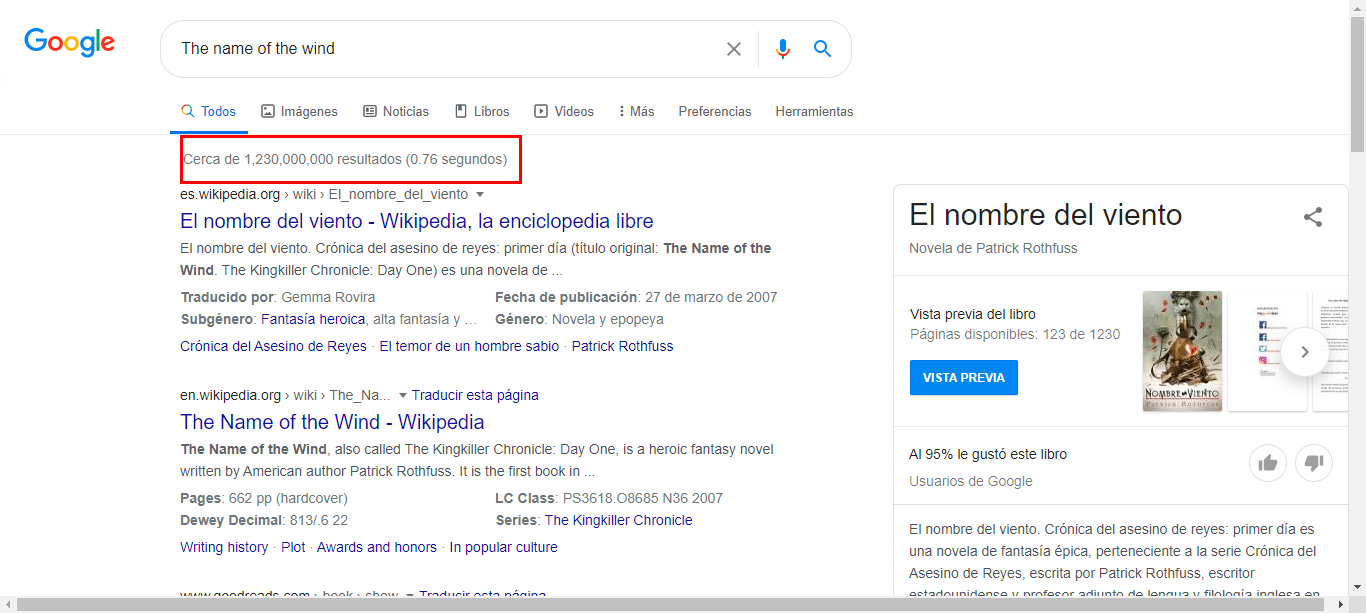 Google
The name of the wind
Todos Imágenes Noticias Libros Videos Más Preferencias Herramientas
Cerca de 1,230,000,000 resultados (0.76 segundos)
es.wikipedia.org › wiki › El_nombre_del_viento
El nombre del viento - Wikipedia, la enciclopedia libre
El nombre del viento. Crónica del asesino de reyes: primer día (título original: The Name of the
Wind. The Kingkiller Chronicle: Day One) es una novela de ...
Traducido por: Gemma Rovira Fecha de publicación: 27 de marzo de 2007
Subgénero: Fantasía heroica, alta fantasía y … Género: Novela y epopeya
Crónica del Asesino de Reyes · El temor de un hombre sabio · Patrick Rothfuss
en.wikipedia.org › wiki › The_Na... Traducir esta página
The Name of the Wind - Wikipedia
The Name of the Wind, also called The Kingkiller Chronicle: Day One, is a heroic fantasy novel
written by American author Patrick Rothfuss. It is the first book in ...
Pages: 662 pp (hardcover) LC Class: PS3618.O8685 N36 2007
Dewey Decimal: 813/.6 22 Series: The Kingkiller Chronicle
Writing history · Plot · Awards and honors · In popular culture
www.goodreads.com › book › show Traducir esta página
El nombre del viento
Novela de Patrick Rothfuss
Vista previa del libro
Páginas disponibles: 123 de 1230
VISTA PREVIA
NOMBRE DEL VIENTO
PATRICK ROTHFUSS
Al 95% le gustó este libro
Usuarios de Google
El nombre del viento. Crónica del asesino de reyes: primer día es
una novela de fantasía épica, perteneciente a la serie Crónica del
Asesino de Reyes, escrita por Patrick Rothfuss, escritor
estadounidense y profesor adjunto de lengua y filología inglesa en